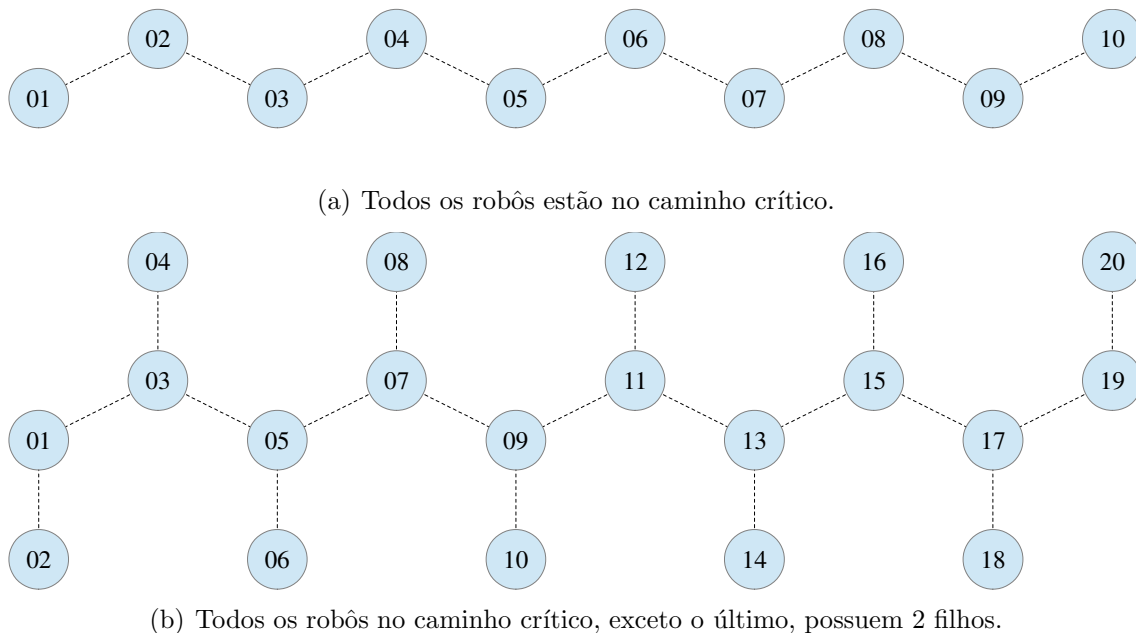 02 04 06 08 10
01 03 05 07 09
(a) Todos os robôs estão no caminho crítico.
04 08 12 16 20
03 07 11 15 19
01 05 09 13 17
02 06 10 14 18
(b) Todos os robôs no caminho crítico, exceto o último, possuem 2 filhos.